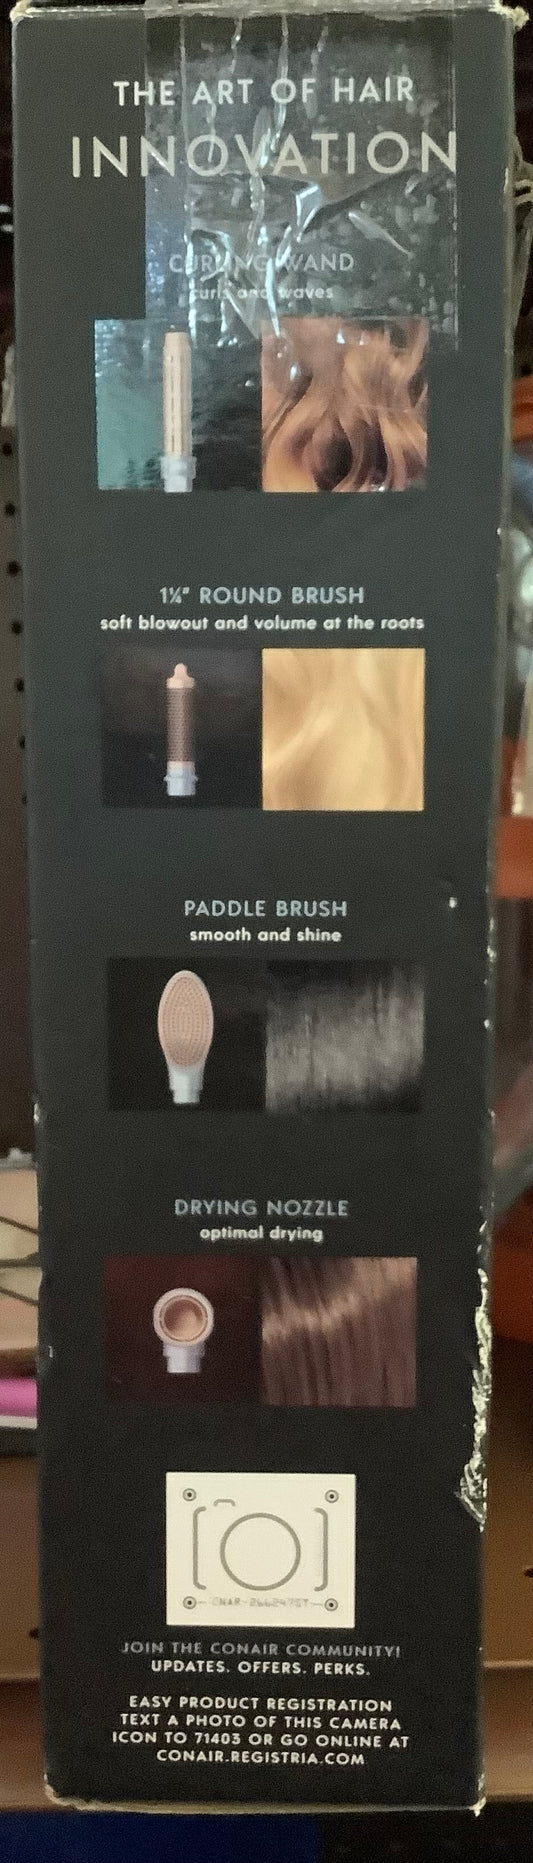 THE ART OF HAIR
INNOVATION
CURLING WAND
curls and waves
1¼" ROUND BRUSH
soft blowout and volume at the roots
PADDLE BRUSH
smooth and shine
DRYING NOZZLE
optimal drying
JOIN THE CONAIR COMMUNITY!
UPDATES. OFFERS. PERKS.
EASY PRODUCT REGISTRATION
TEXT A PHOTO OF THIS CAMERA
ICON TO 71403 OR GO ONLINE AT
CONAIR.REGISTRIA.COM